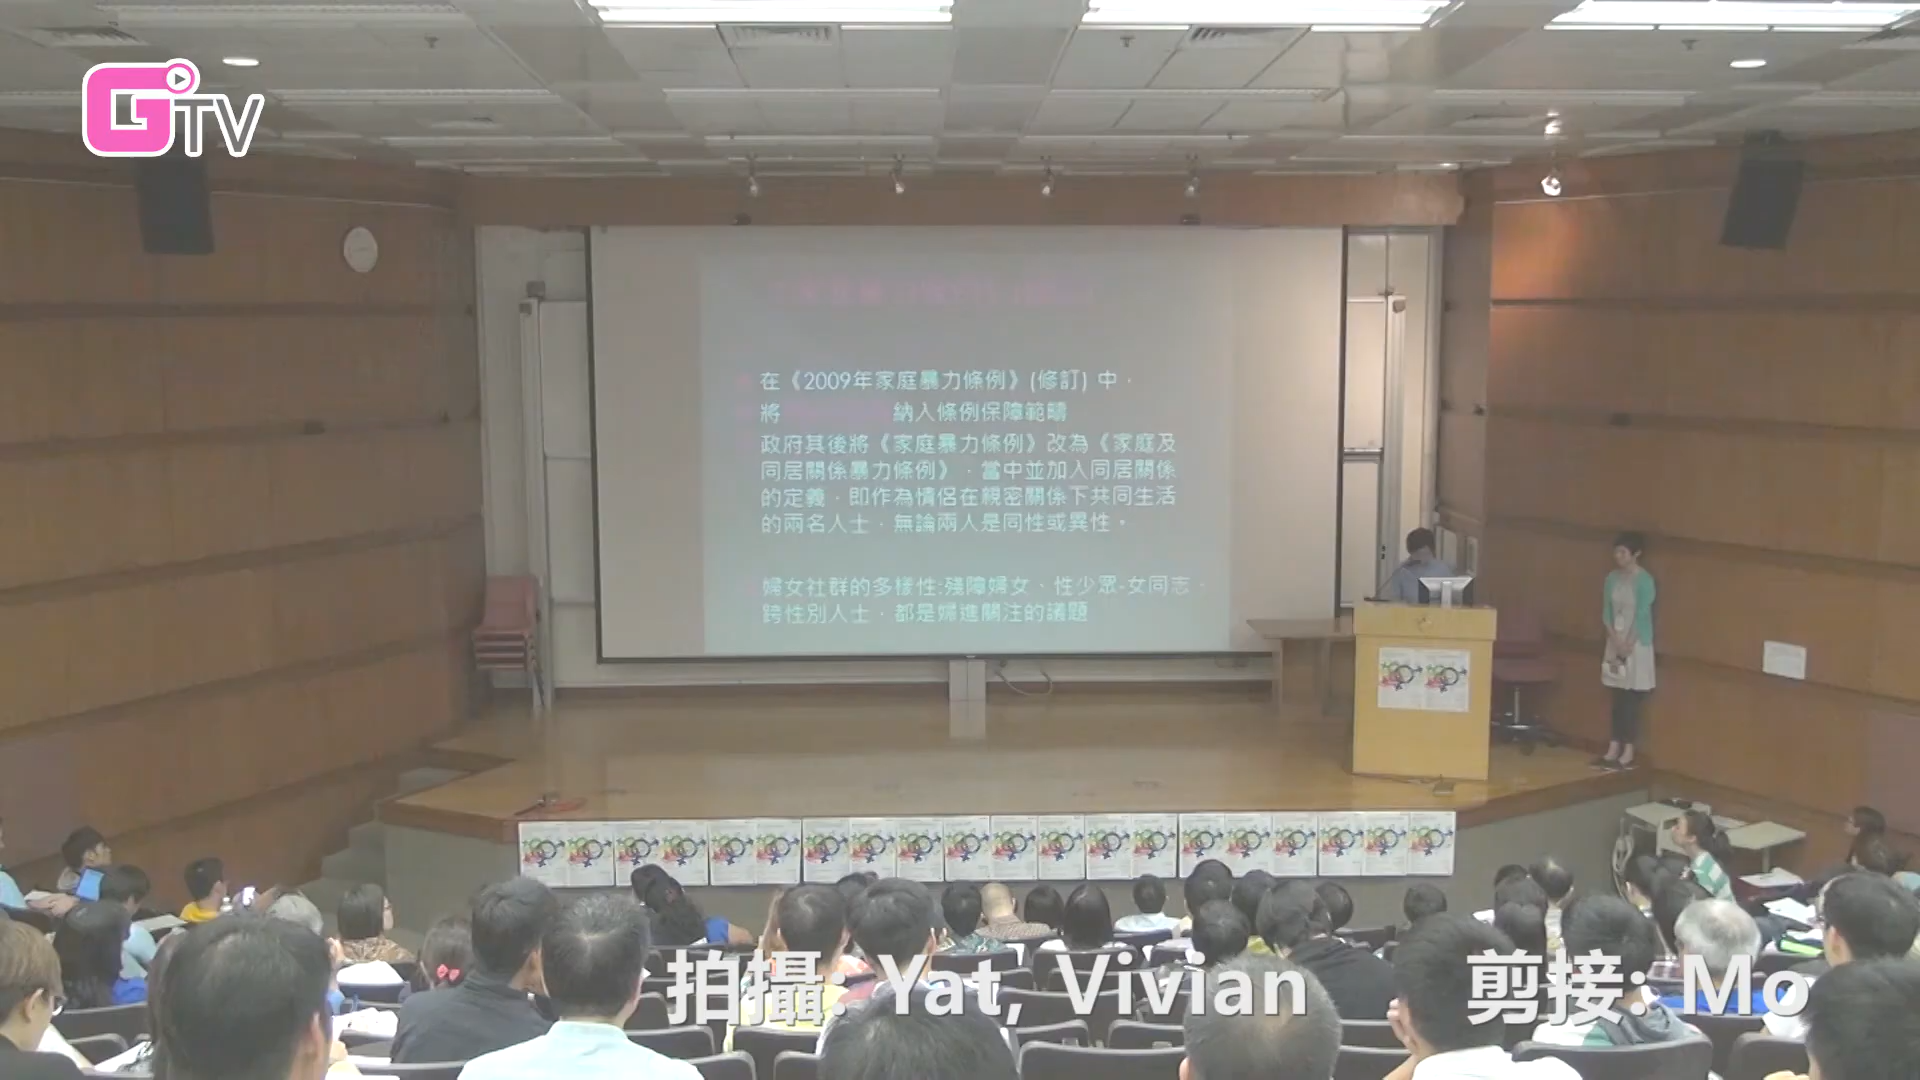 GTV
在《2009年家庭暴力條例》(修訂) 中，
將
納入條例保障範疇
政府其後將《家庭暴力條例》改為《家庭及
同居關係暴力條例》，當中並加入同居關係
的定義，即作為情侶在親密關係下共同生活
的兩名人士，無論兩人是同性或異性。
婦女社群的多樣性:殘障婦女、性少眾-女同志、
跨性別人士，都是婦進關注的議題
拍攝: Yat, Vivian
剪接: Mo